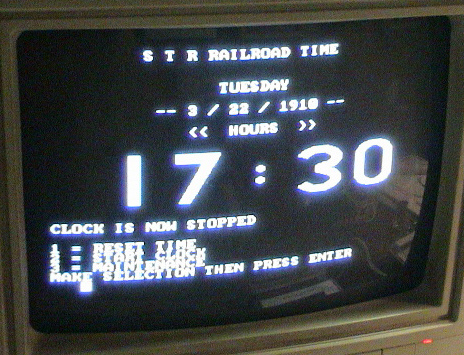 S T R RAILROAD TIME
TUESDAY
-- 3 / 22 / 1910 --
<< HOURS >>
17:30
CLOCK IS NOW STOPPED
1 = RESET TIME
2 = START CLOCK
3 = MAINTENANCE
MAKE SELECTION THEN PRESS ENTER